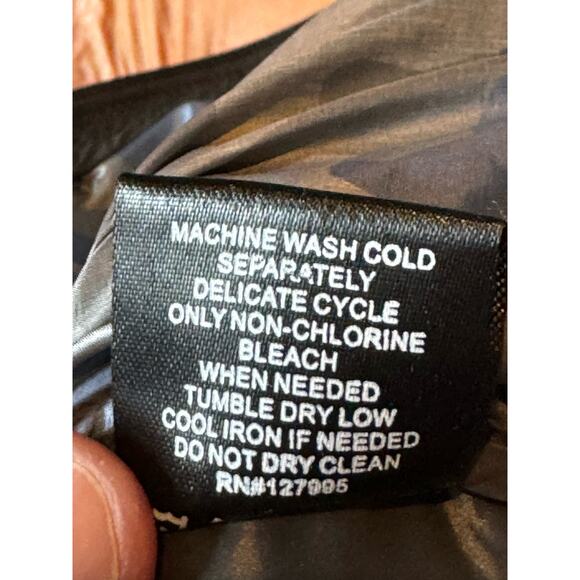 MACHINE WASH COLD
SEPARATELY
DELICATE CYCLE
ONLY NON-CHLORINE
BLEACH
WHEN NEEDED
TUMBLE DRY LOW
COOL IRON IF NEEDED
DO NOT DRY CLEAN
RN#127995